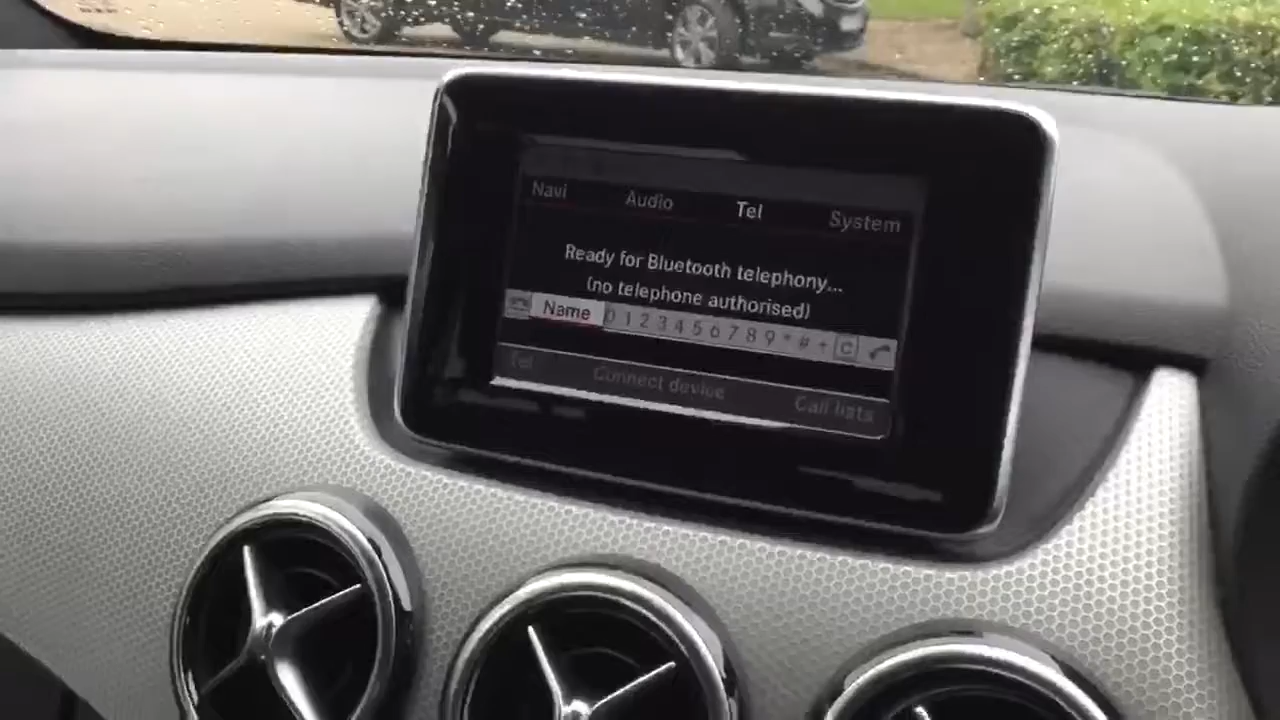 Navi Audio Tel System
Ready for Bluetooth telephony...
(no telephone authorised)
Name 0 1 2 3 4 5 6 7 8 9 * # + C
Tel Connect device Call lists